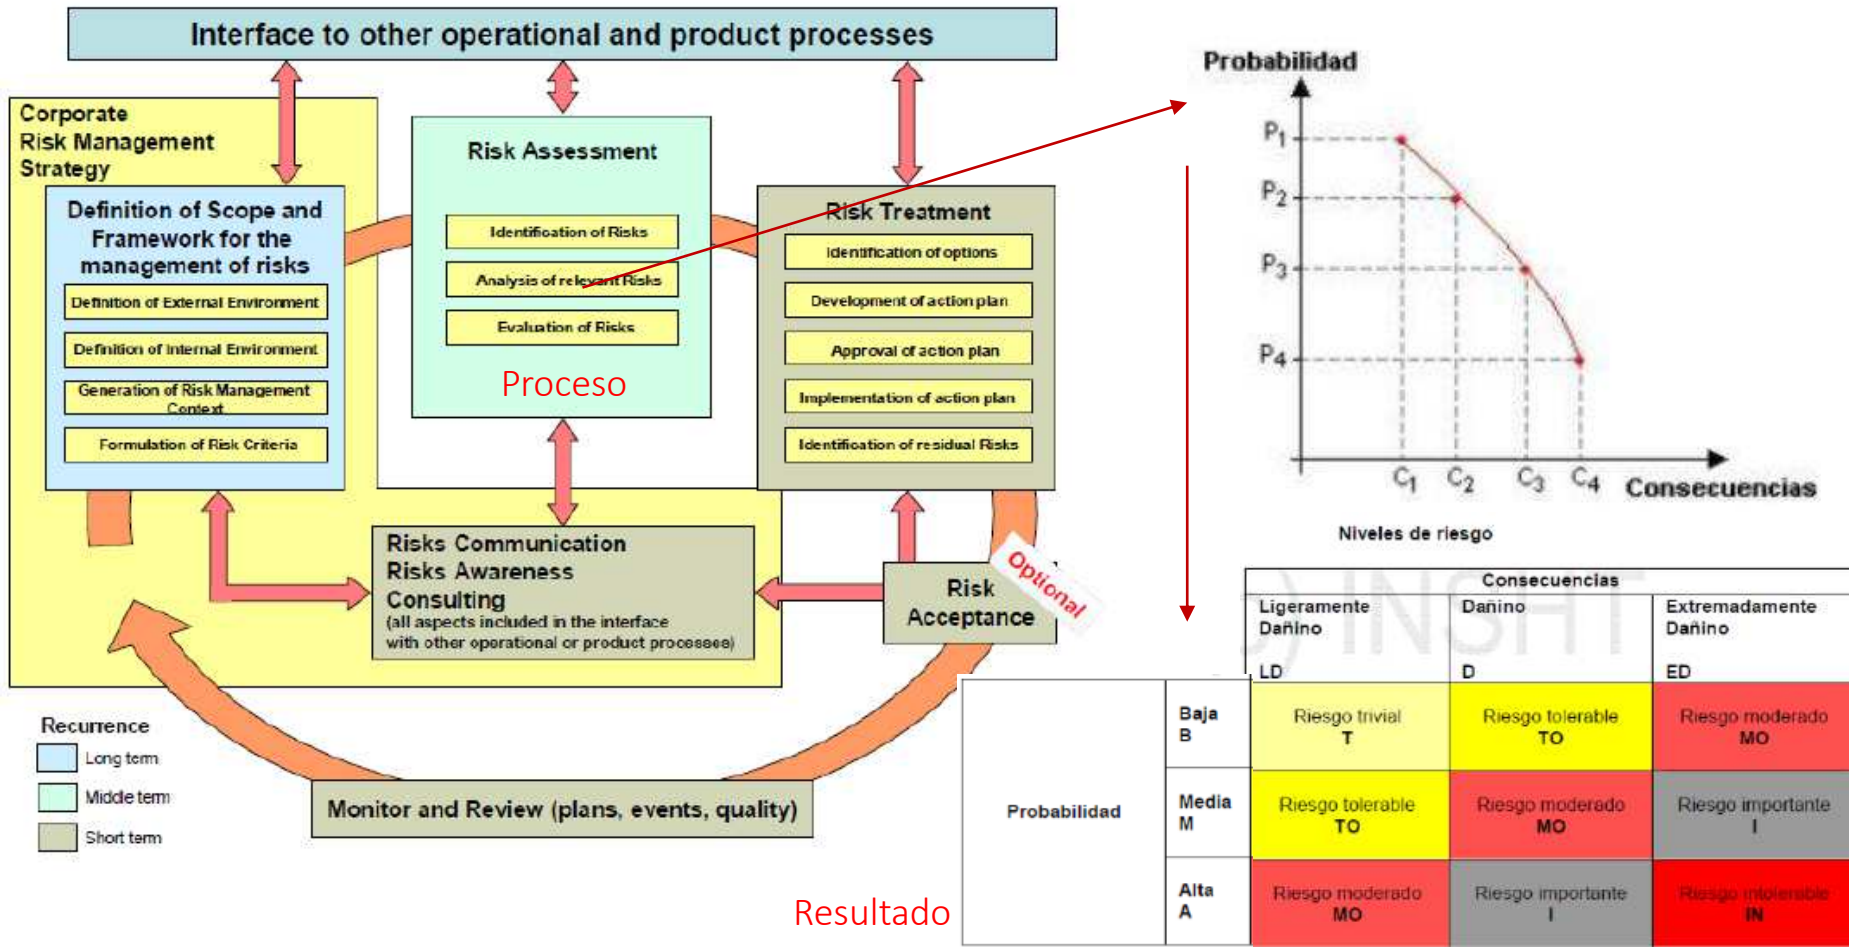 Interface to other operational and product processes
Corporate
Risk Management
Strategy
Definition of Scope and
Framework for the
management of risks
Definition of External Environment
Definition of Internal Environment
Generation of Risk Management
Context
Formulation of Risk Criteria
Risk Assessment
Identification of Risks
Analysis of relevant Risks
Evaluation of Risks
Proceso
Risk Treatment
Identification of options
Development of action plan
Approval of action plan
Implementation of action plan
Identification of residual Risks
Risks Communication
Risks Awareness
Consulting
(all aspects included in the interface
with other operational or product processes)
Risk
Acceptance
Optional
Monitor and Review (plans, events, quality)
Recurrence
Long term
Middle term
Short term
Probabilidad
P1
P2
P3
P4
C1 C2 C3 C4
Consecuencias
Niveles de riesgo
) INSHT
Consecuencias
Ligeramente
Dañino
LD
Dañino
D
Extremadamente
Dañino
ED
Probabilidad
Baja
B
Riesgo trivial
T
Riesgo tolerable
TO
Riesgo moderado
MO
Media
M
Riesgo tolerable
TO
Riesgo moderado
MO
Riesgo importante
I
Alta
A
Riesgo moderado
MO
Riesgo importante
I
Riesgo intolerable
IN
Resultado